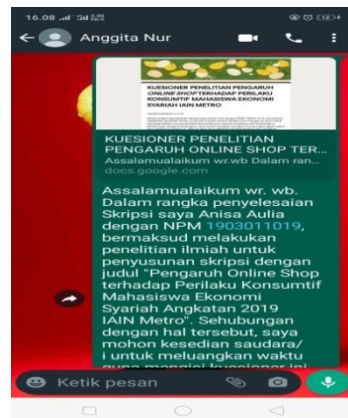 16.08
Anggita Nur
KUESIONER PENELITIAN PENGARUH
ONLINE SHOP TERHADAP PERILAKU
KONSUMTIF MAHASISWA EKONOMI
SYARIAH IAIN METRO
KUESIONER PENELITIAN
PENGARUH ONLINE SHOP TER...
Assalamualaikum wr.wb Dalam ran...
docs.google.com
Assalamualaikum wr. wb.
Dalam rangka penyelesaian
Skripsi saya Anisa Aulia
dengan NPM 1903011019,
bermaksud melakukan
penelitian ilmiah untuk
penyusunan skripsi dengan
judul "Pengaruh Online Shop
terhadap Perilaku Konsumtif
Mahasiswa Ekonomi
Syariah Angkatan 2019
IAIN Metro". Sehubungan
dengan hal tersebut, saya
mohon kesedian saudara/
i untuk meluangkan waktu
guna mengisi kuesioner ini
Ketik pesan